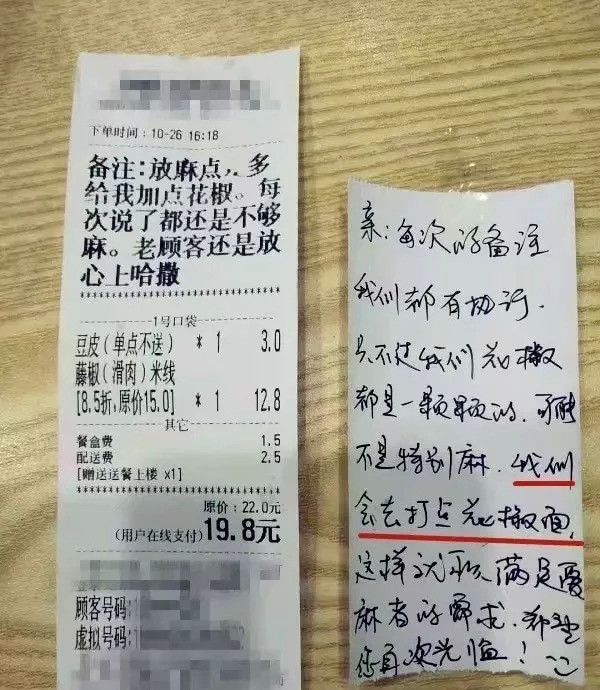 下单时间：10-26 16:18
备注：放麻点，多
给我加点花椒。每
次说了都还是不够
麻。老顾客还是放
心上哈撒
********************************
1号口袋
豆皮（单点不送） * 1 3.0
藤椒（滑肉）米线
[8.5折，原价15.0] * 1 12.8
其它
餐盒费 1.5
配送费 2.5
[赠送送餐上楼 x1]
原价：22.0元
(用户在线支付)19.8元
顾客号码：
虚拟号码：
亲：每次的备注
我们都有协议.
只不过我们花椒
都是一颗颗的. 可能
不是特别麻. 我们
会去打点花椒面,
这样就可以满足爱
麻者的需求. 希望
您再次光临！